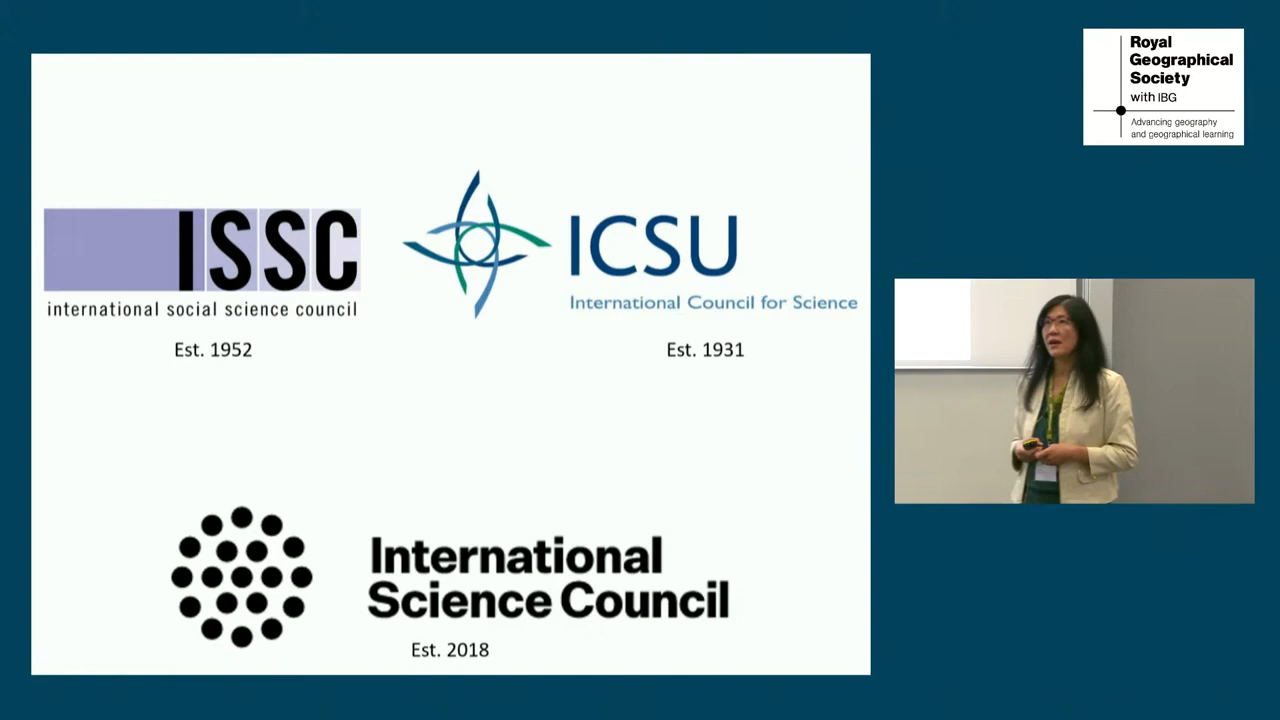 ISSC
international social science council
Est. 1952
ICSU
International Council for Science
Est. 1931
International
Science Council
Est. 2018
Royal
Geographical
Society
with IBG
Advancing geography
and geographical learning